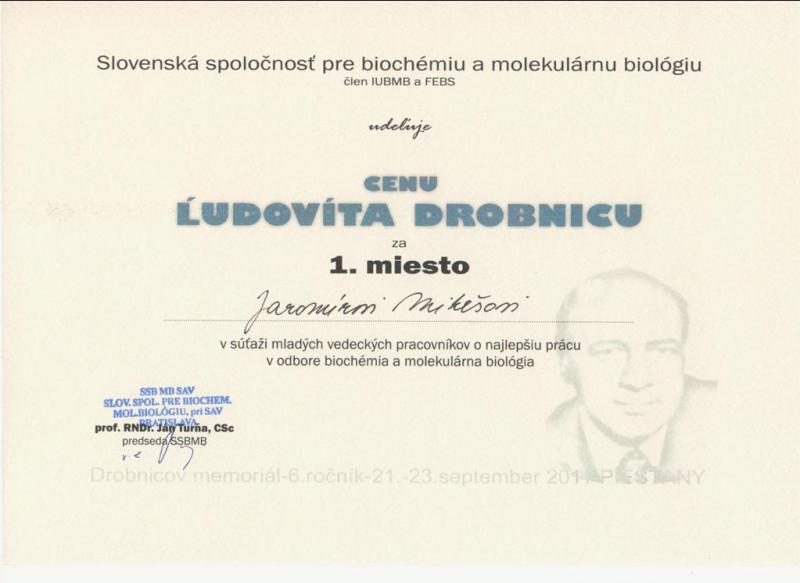 Slovenská spoločnosť pre biochémiu a molekulárnu biológiu
člen IUBMB a FEBS
udeľuje
CENU
ĽUDOVÍTA DROBNICU
za
1. miesto
Jaromírovi Mikešovi
v súťaži mladých vedeckých pracovníkov o najlepšiu prácu
v odbore biochémia a molekulárna biológia
SSB MB SAV
SLOV. SPOL. PRE BIOCHEM.
MOL.BIOLÓGIU, pri SAV
BRATISLAVA
prof. RNDr. Ján Turňa, CSc
predseda SSBMB
Drobnicov memoriál-6.ročník-21.-23.september PIEŠŤANY